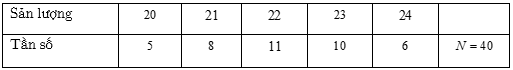 Sản lượng 20 21 22 23 24
Tần số 5 8 11 10 6 N = 40